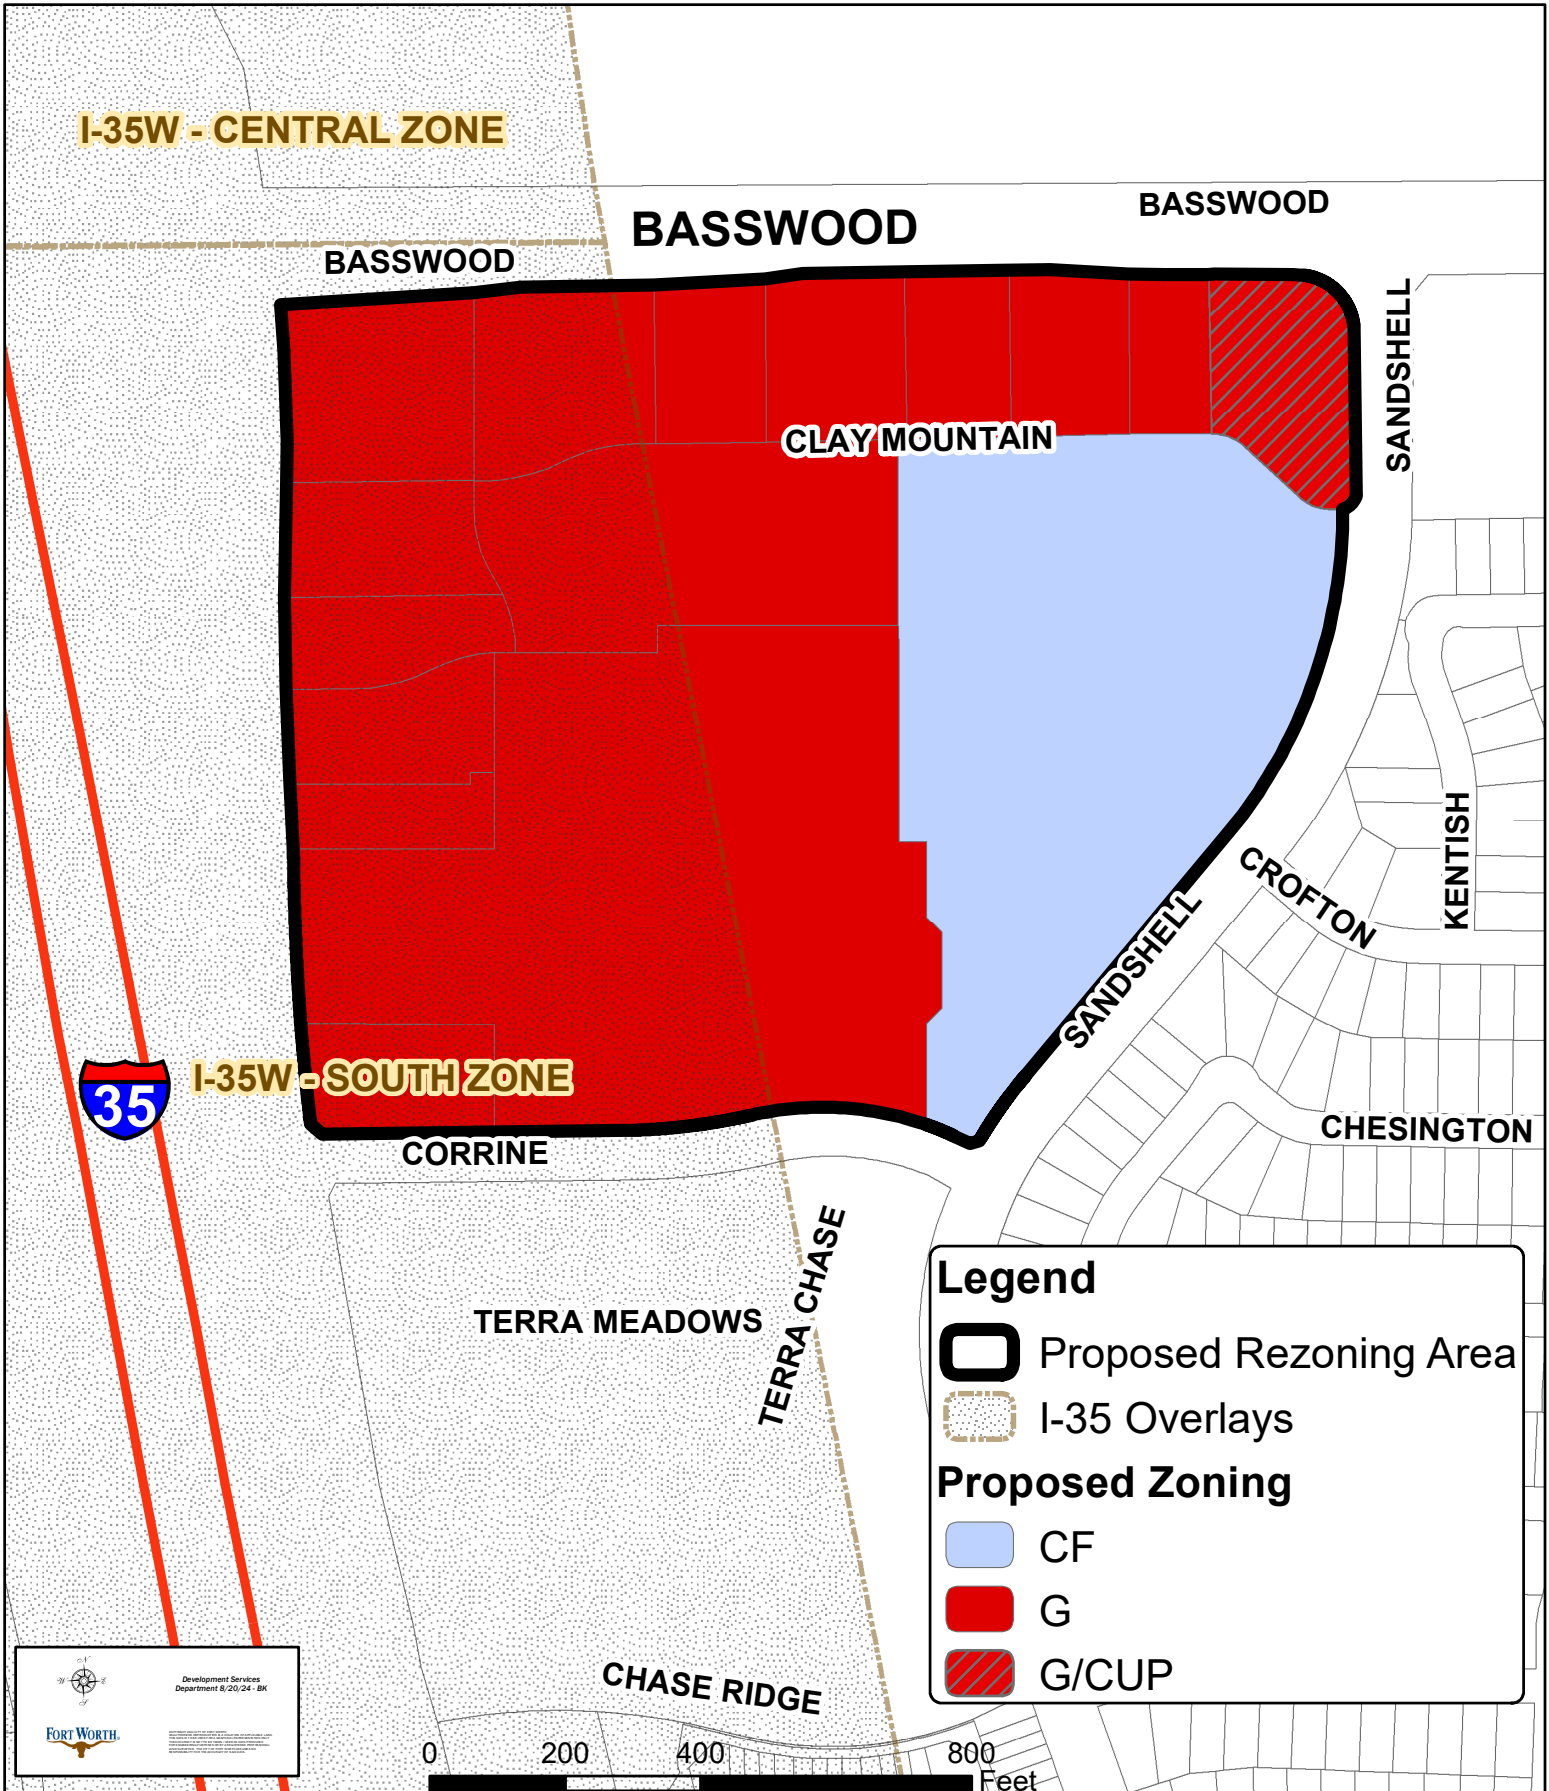 I-35W - CENTRAL ZONE
BASSWOOD
BASSWOOD
BASSWOOD
SANDSHELL
CLAY MOUNTAIN
KENTISH
CROFTON
SANDSHELL
35
I-35W - SOUTH ZONE
CHESINGTON
CORRINE
TERRA CHASE
TERRA MEADOWS
Legend
Proposed Rezoning Area
I-35 Overlays
Proposed Zoning
CF
G
G/CUP
CHASE RIDGE
N
W E
S
Development Services
Department 8/20/24 - BK
FORT WORTH
0 200 400 800
Feet